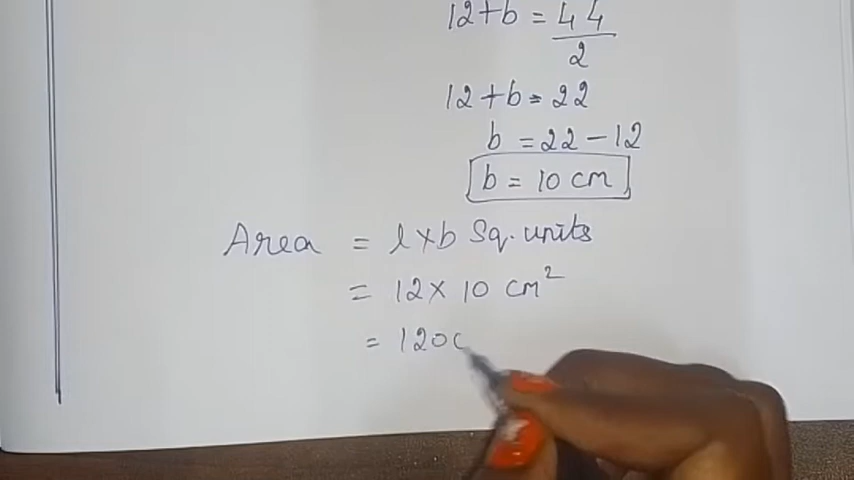 12+b = 44/2
12+b = 22
b = 22 - 12
b = 10 cm
Area = l×b Sq. units
= 12× 10 cm²
= 120c